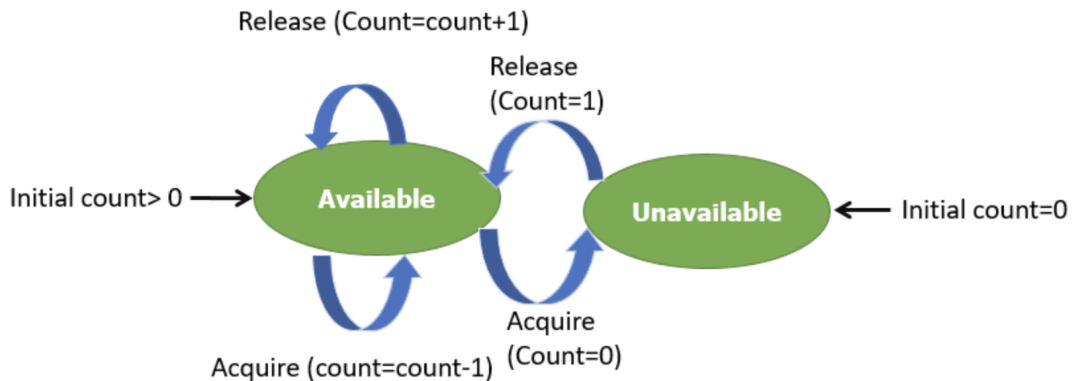 Release (Count=count+1)
Release
(Count=1)
Initial count> 0
Available
Unavailable
Initial count=0
Acquire
(Count=0)
Acquire (count=count-1)